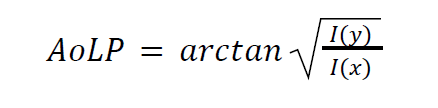 AoLP = arctan√(I(y)/I(x))